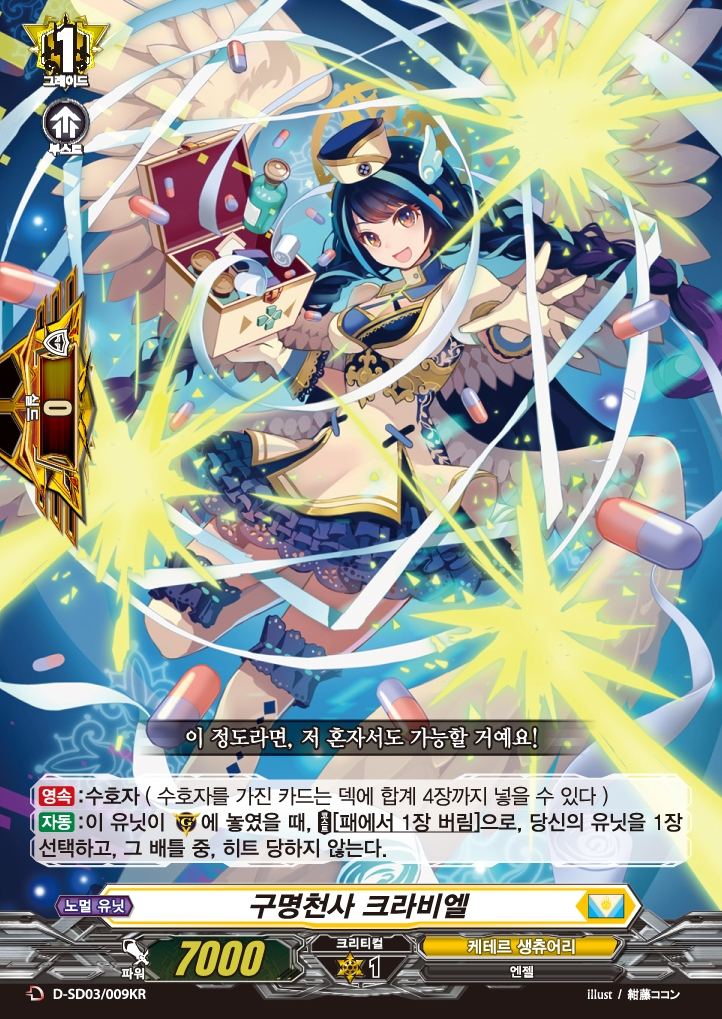 1
그레이드
부스트
실드
0
이 정도라면, 저 혼자서도 가능할 거예요!
영속 : 수호자 ( 수호자를 가진 카드는 덱에 합계 4장까지 넣을 수 있다 )
자동 : 이 유닛이 G 에 놓였을 때, 코스트[패에서 1장 버림]으로, 당신의 유닛을 1장
선택하고, 그 배틀 중, 히트 당하지 않는다.
노멀 유닛
구명천사 크라비엘
파워
7000
크리티컬
1
케테르 생츄어리
엔젤
D D-SD03/009KR
illust / 紺藤ココン